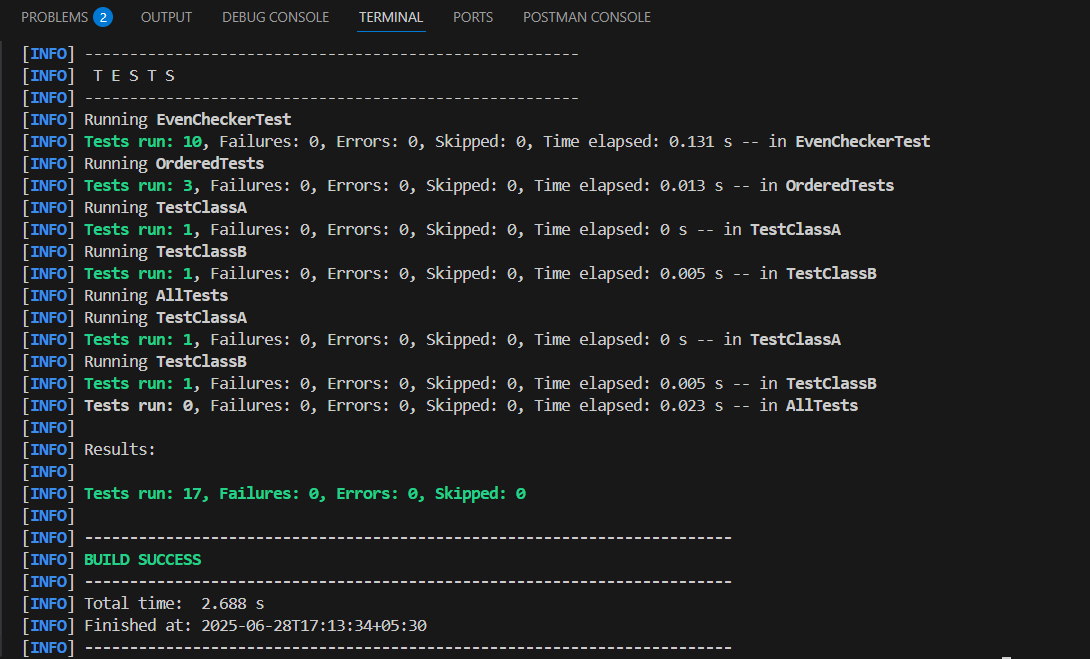 PROBLEMS 2 OUTPUT DEBUG CONSOLE TERMINAL PORTS POSTMAN CONSOLE
[INFO] -------------------------------------------------------
[INFO]  T E S T S
[INFO] -------------------------------------------------------
[INFO] Running EvenCheckerTest
[INFO] Tests run: 10, Failures: 0, Errors: 0, Skipped: 0, Time elapsed: 0.131 s -- in EvenCheckerTest
[INFO] Running OrderedTests
[INFO] Tests run: 3, Failures: 0, Errors: 0, Skipped: 0, Time elapsed: 0.013 s -- in OrderedTests
[INFO] Running TestClassA
[INFO] Tests run: 1, Failures: 0, Errors: 0, Skipped: 0, Time elapsed: 0 s -- in TestClassA
[INFO] Running TestClassB
[INFO] Tests run: 1, Failures: 0, Errors: 0, Skipped: 0, Time elapsed: 0.005 s -- in TestClassB
[INFO] Running AllTests
[INFO] Running TestClassA
[INFO] Tests run: 1, Failures: 0, Errors: 0, Skipped: 0, Time elapsed: 0 s -- in TestClassA
[INFO] Running TestClassB
[INFO] Tests run: 1, Failures: 0, Errors: 0, Skipped: 0, Time elapsed: 0.005 s -- in TestClassB
[INFO] Tests run: 0, Failures: 0, Errors: 0, Skipped: 0, Time elapsed: 0.023 s -- in AllTests
[INFO]
[INFO] Results:
[INFO]
[INFO] Tests run: 17, Failures: 0, Errors: 0, Skipped: 0
[INFO]
[INFO] ------------------------------------------------------------------------
[INFO] BUILD SUCCESS
[INFO] ------------------------------------------------------------------------
[INFO] Total time:  2.688 s
[INFO] Finished at: 2025-06-28T17:13:34+05:30
[INFO] ------------------------------------------------------------------------